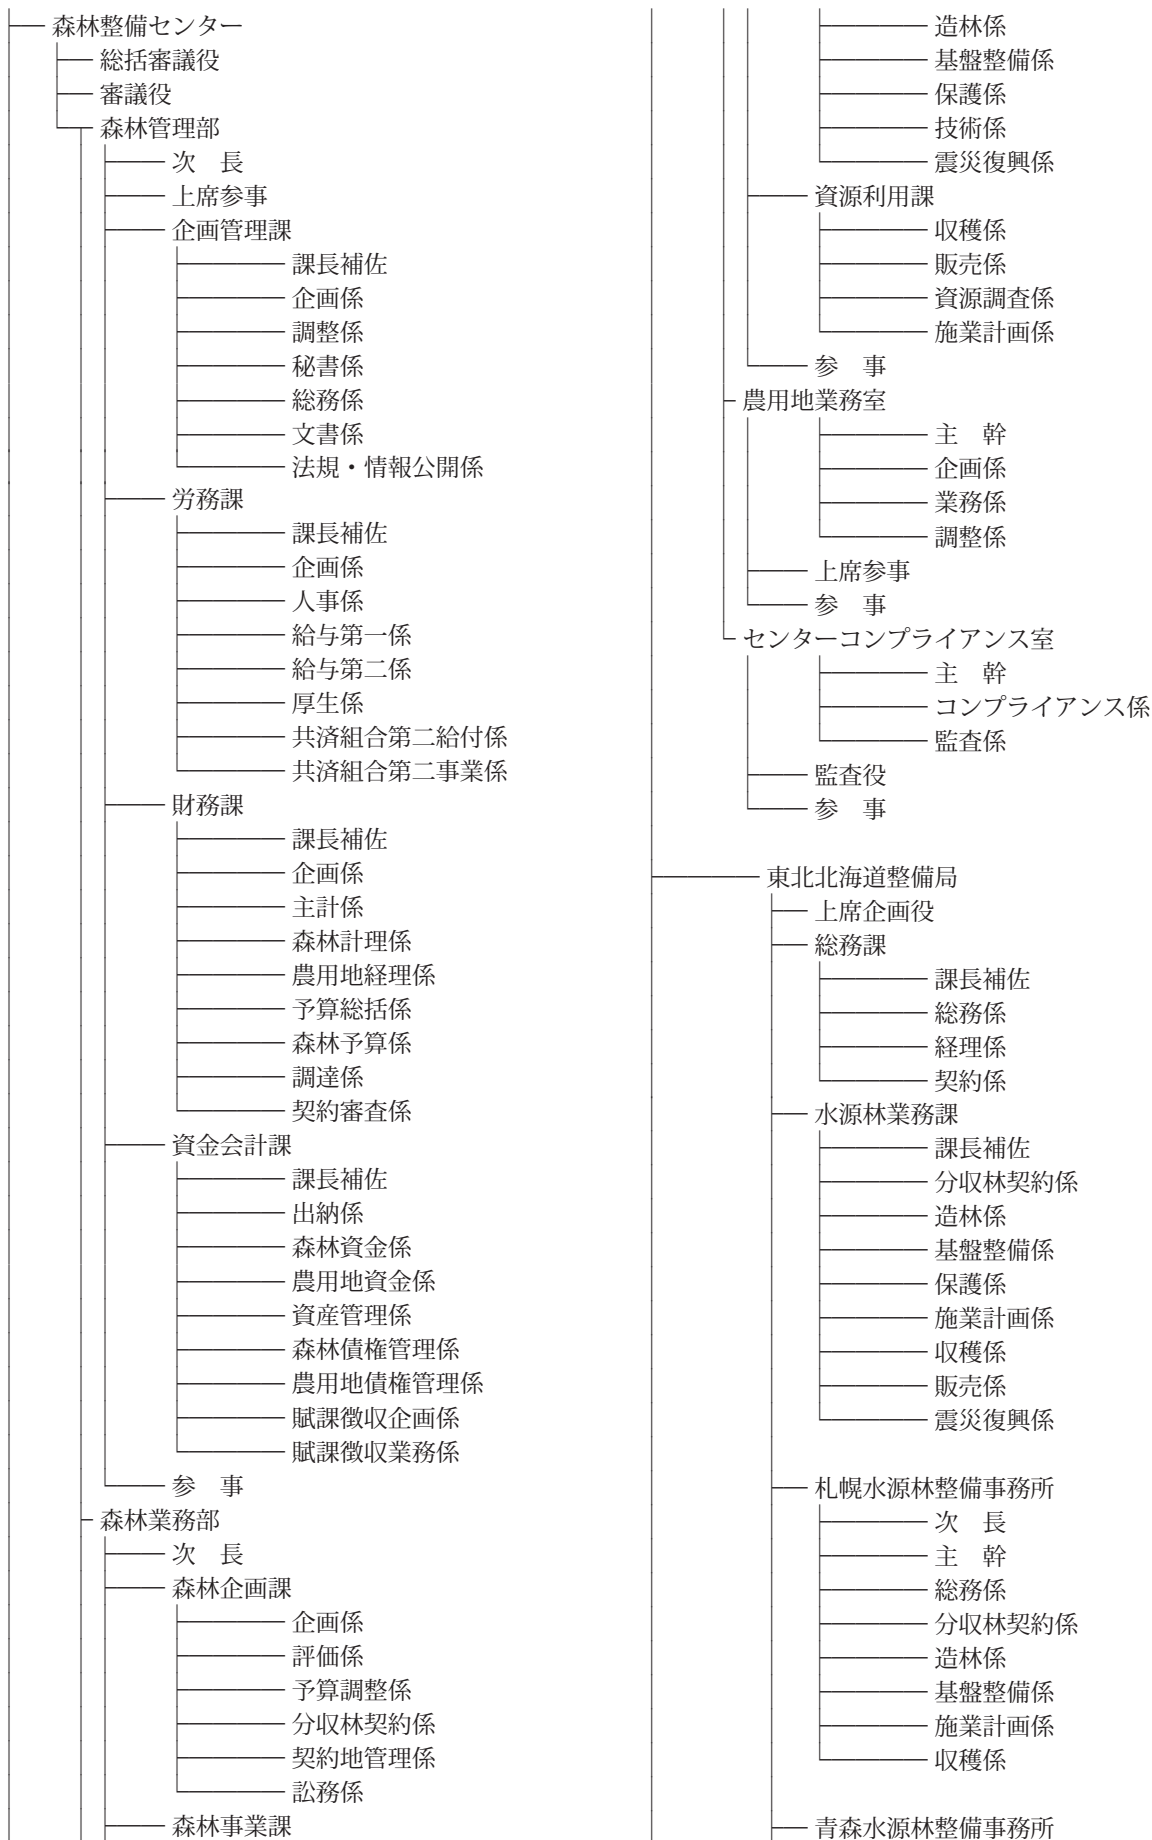 森林整備センター
総括審議役
審議役
森林管理部
次　長
上席参事
企画管理課
課長補佐
企画係
調整係
秘書係
総務係
文書係
法規・情報公開係
労務課
課長補佐
企画係
人事係
給与第一係
給与第二係
厚生係
共済組合第二給付係
共済組合第二事業係
財務課
課長補佐
企画係
主計係
森林計理係
農用地経理係
予算総括係
森林予算係
調達係
契約審査係
資金会計課
課長補佐
出納係
森林資金係
農用地資金係
資産管理係
森林債権管理係
農用地債権管理係
賦課徴収企画係
賦課徴収業務係
参　事
森林業務部
次　長
森林企画課
企画係
評価係
予算調整係
分収林契約係
契約地管理係
訟務係
森林事業課
造林係
基盤整備係
保護係
技術係
震災復興係
資源利用課
収穫係
販売係
資源調査係
施業計画係
参　事
農用地業務室
主　幹
企画係
業務係
調整係
上席参事
参　事
センターコンプライアンス室
主　幹
コンプライアンス係
監査係
監査役
参　事
東北北海道整備局
上席企画役
総務課
課長補佐
総務係
経理係
契約係
水源林業務課
課長補佐
分収林契約係
造林係
基盤整備係
保護係
施業計画係
収穫係
販売係
震災復興係
札幌水源林整備事務所
次　長
主　幹
総務係
分収林契約係
造林係
基盤整備係
施業計画係
収穫係
青森水源林整備事務所